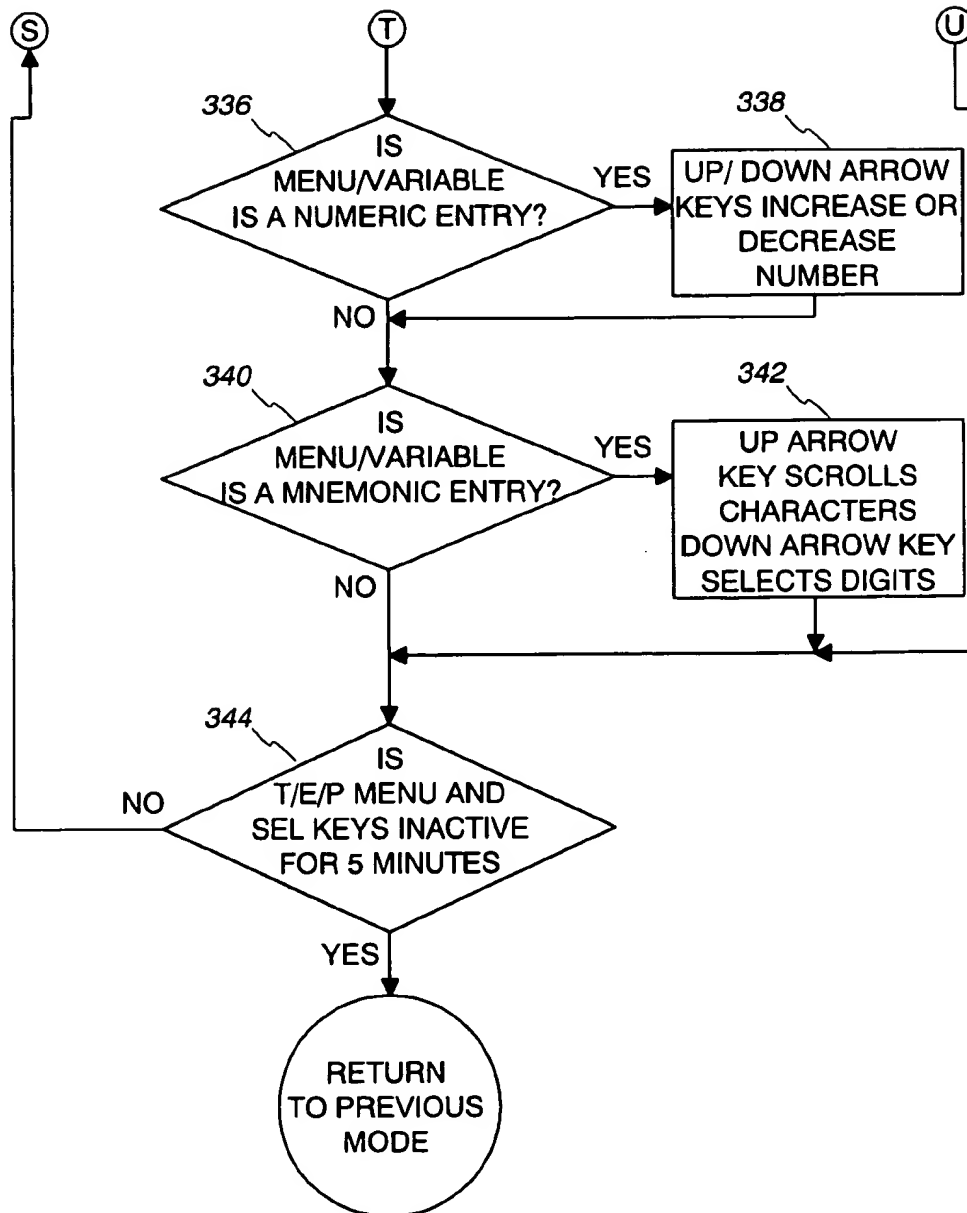 S
T
U
336
IS
MENU/VARIABLE
IS A NUMERIC ENTRY?
YES
338
UP/ DOWN ARROW
KEYS INCREASE OR
DECREASE
NUMBER
NO
340
IS
MENU/VARIABLE
IS A MNEMONIC ENTRY?
YES
342
UP ARROW
KEY SCROLLS
CHARACTERS
DOWN ARROW KEY
SELECTS DIGITS
NO
344
IS
T/E/P MENU AND
SEL KEYS INACTIVE
FOR 5 MINUTES
NO
YES
RETURN
TO PREVIOUS
MODE